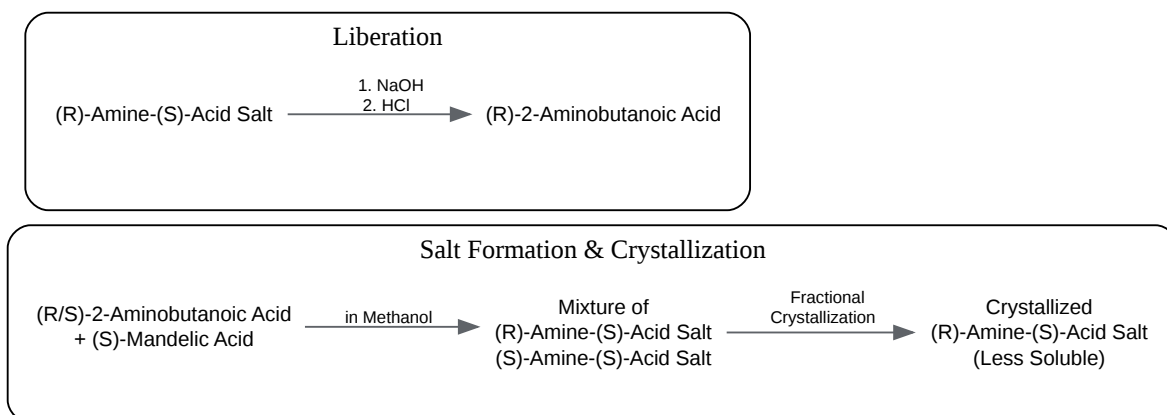 Liberation
(R)-Amine-(S)-Acid Salt
1. NaOH
2. HCl
(R)-2-Aminobutanoic Acid
Salt Formation & Crystallization
(R/S)-2-Aminobutanoic Acid
+ (S)-Mandelic Acid
in Methanol
Mixture of
(R)-Amine-(S)-Acid Salt
(S)-Amine-(S)-Acid Salt
Fractional
Crystallization
Crystallized
(R)-Amine-(S)-Acid Salt
(Less Soluble)